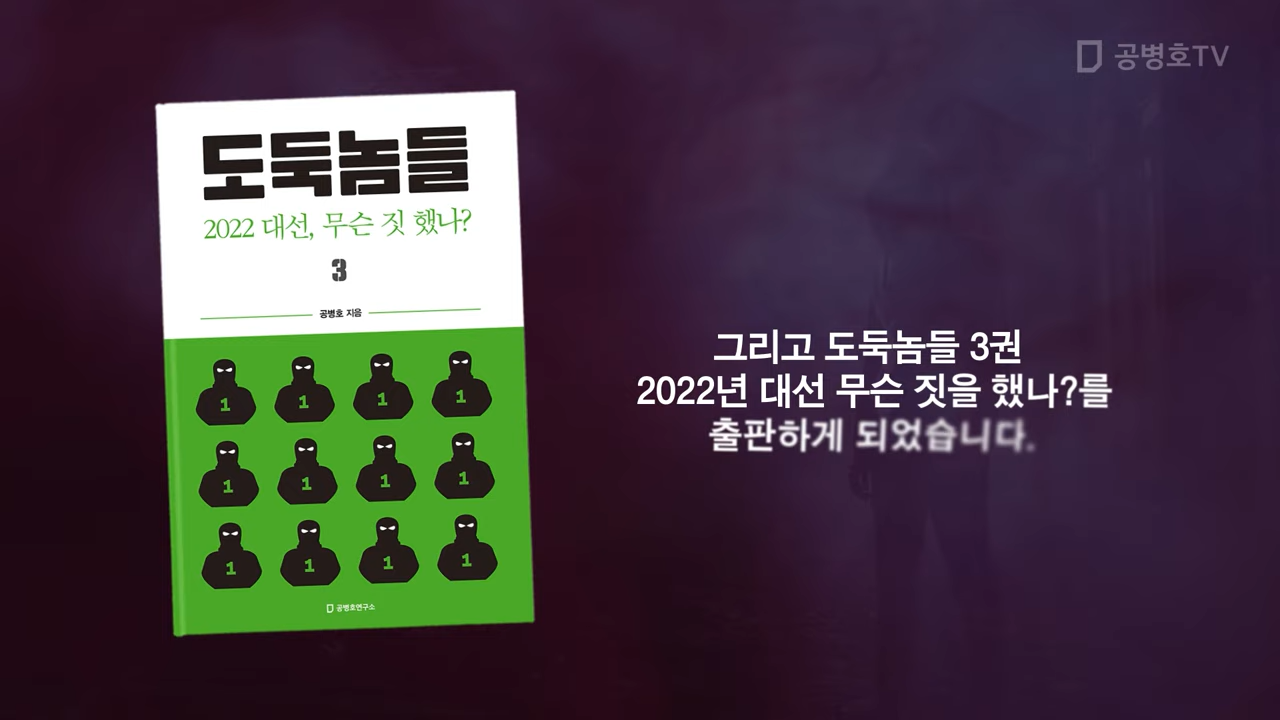 공병호TV
도둑놈들
2022 대선, 무슨 짓 했나?
3
공병호 지음
1 1 1 1
1 1 1 1
1 1 1 1
공병호연구소
그리고 도둑놈들 3권
2022년 대선 무슨 짓을 했나?를
출판하게 되었습니다.